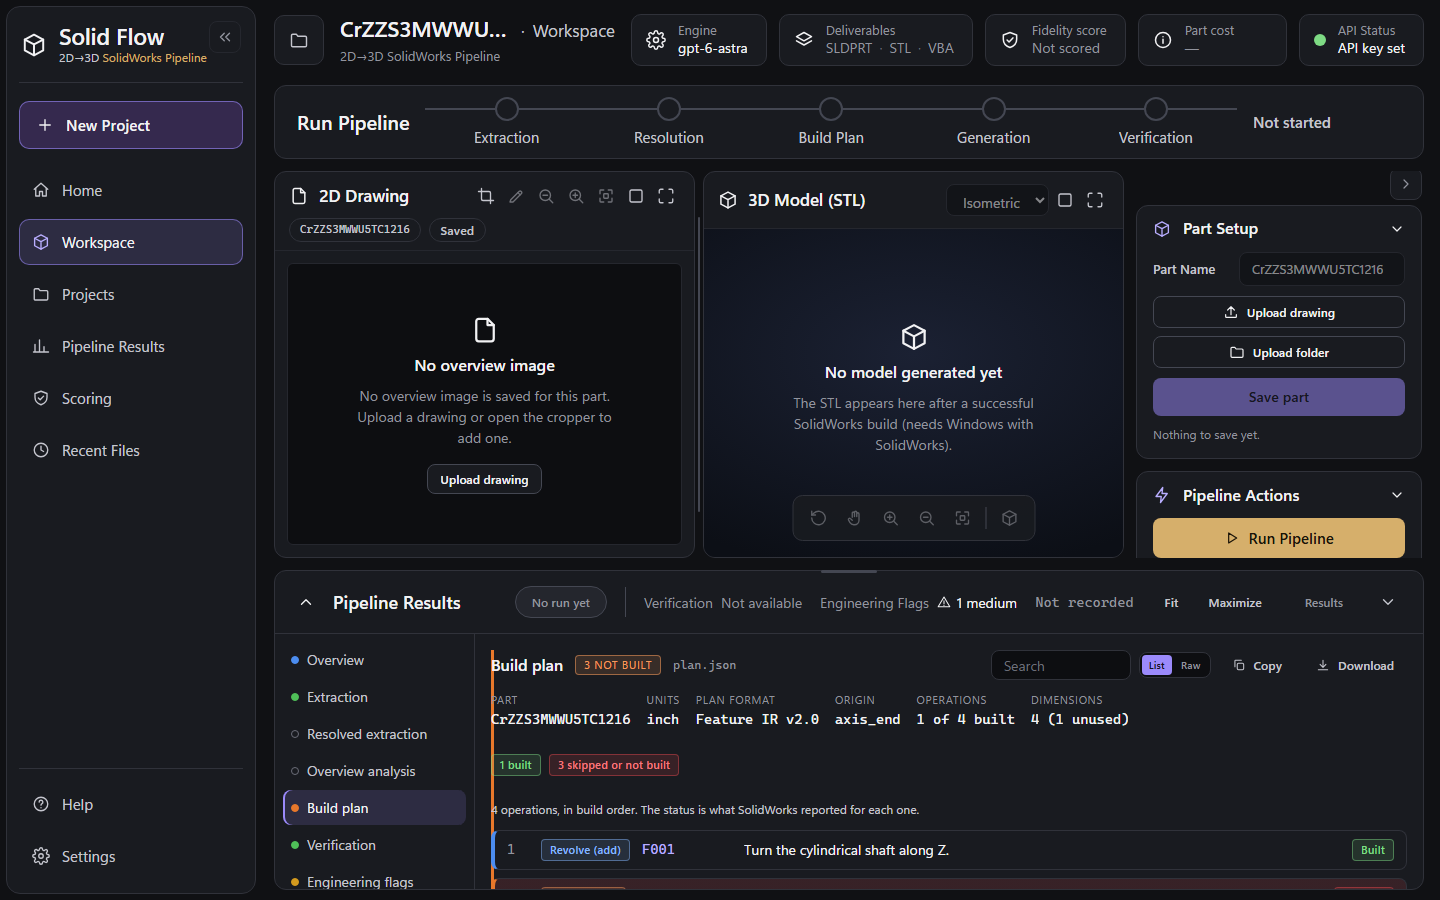 Solid Flow
2D→3D SolidWorks Pipeline
New Project
Home
Workspace
Projects
Pipeline Results
Scoring
Recent Files
Help
Settings
CrZZS3MWWU... · Workspace
2D→3D SolidWorks Pipeline
Engine
gpt-6-astra
Deliverables
SLDPRT · STL · VBA
Fidelity score
Not scored
Part cost
—
API Status
API key set
Run Pipeline
Extraction
Resolution
Build Plan
Generation
Verification
Not started
2D Drawing
CrZZS3MWWU5TC1216
Saved
No overview image
No overview image is saved for this part.
Upload a drawing or open the cropper to
add one.
Upload drawing
3D Model (STL)
Isometric
No model generated yet
The STL appears here after a successful
SolidWorks build (needs Windows with
SolidWorks).
Part Setup
Part Name
CrZZS3MWWU5TC1216
Upload drawing
Upload folder
Save part
Nothing to save yet.
Pipeline Actions
Run Pipeline
Pipeline Results
No run yet
Verification Not available
Engineering Flags 1 medium
Not recorded
Fit
Maximize
Results
Overview
Extraction
Resolved extraction
Overview analysis
Build plan
Verification
Engineering flags
Build plan
3 NOT BUILT
plan.json
Search
List
Raw
Copy
Download
PART
CrZZS3MWWU5TC1216
UNITS
inch
PLAN FORMAT
Feature IR v2.0
ORIGIN
axis_end
OPERATIONS
1 of 4 built
DIMENSIONS
4 (1 unused)
1 built
3 skipped or not built
4 operations, in build order. The status is what SolidWorks reported for each one.
1
Revolve (add)
F001
Turn the cylindrical shaft along Z.
Built